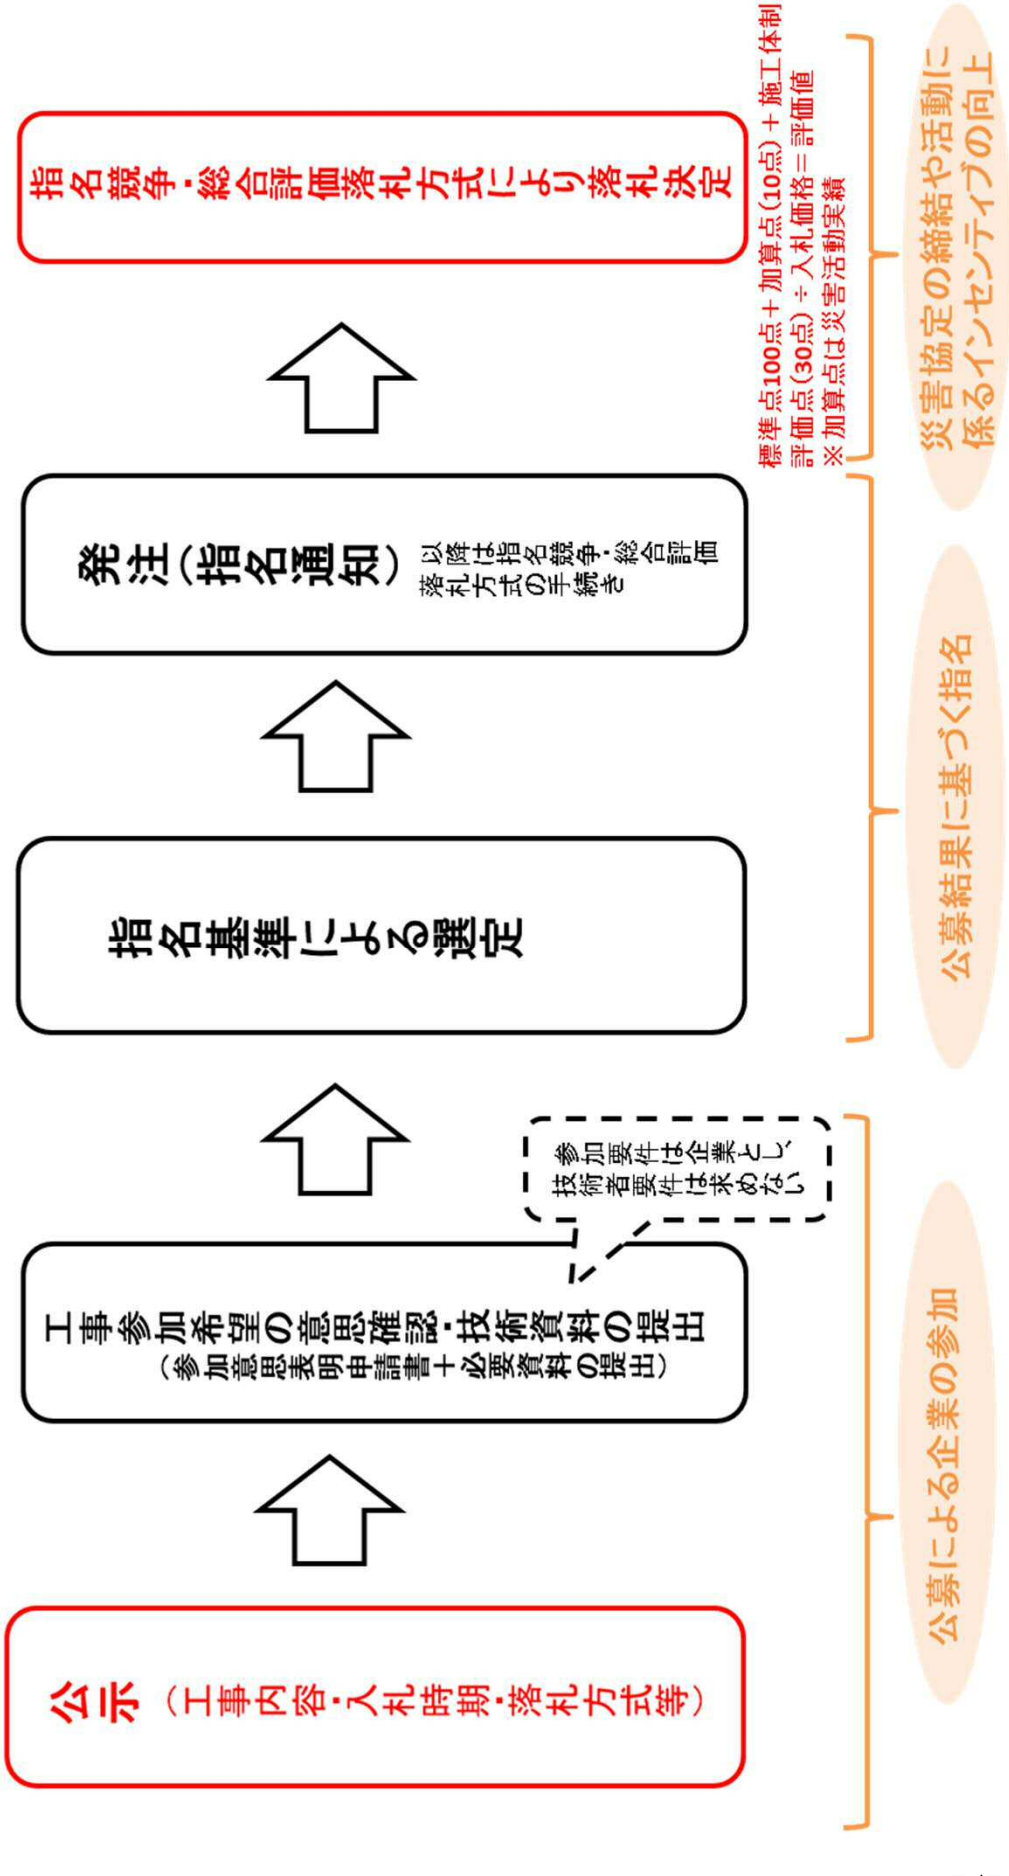 公示
（工事内容・入札時期・落札方式等）
工事参加希望の意思確認・技術資料の提出
（参加意思表明申請書＋必要資料の提出）
参加要件は企業とし、
技術者要件は求めない
指名基準による選定
発注（指名通知）
以降は指名競争・総合評価
落札方式の手続き
指名競争・総合評価落札方式により落札決定
標準点100点＋加算点（10点）＋施工体制
評価点（30点）÷入札価格＝評価値
※加算点は災害活動実績
公募による企業の参加
公募結果に基づく指名
災害協定の締結や活動に
係るインセンティブの向上